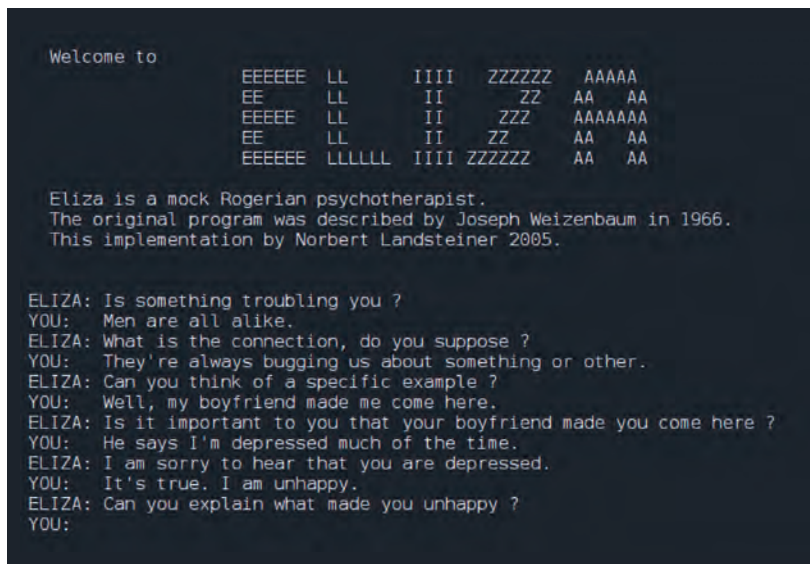 Welcome to
EEEEEE  LL      IIII   ZZZZZZ   AAAAA
EE      LL       II        ZZ  AA   AA
EEEEE   LL       II      ZZZ   AAAAAAA
EE      LL       II     ZZ     AA   AA
EEEEEE  LLLLLL  IIII ZZZZZZ    AA   AA
Eliza is a mock Rogerian psychotherapist.
The original program was described by Joseph Weizenbaum in 1966.
This implementation by Norbert Landsteiner 2005.
ELIZA: Is something troubling you ?
YOU:   Men are all alike.
ELIZA: What is the connection, do you suppose ?
YOU:   They're always bugging us about something or other.
ELIZA: Can you think of a specific example ?
YOU:   Well, my boyfriend made me come here.
ELIZA: Is it important to you that your boyfriend made you come here ?
YOU:   He says I'm depressed much of the time.
ELIZA: I am sorry to hear that you are depressed.
YOU:   It's true. I am unhappy.
ELIZA: Can you explain what made you unhappy ?
YOU: